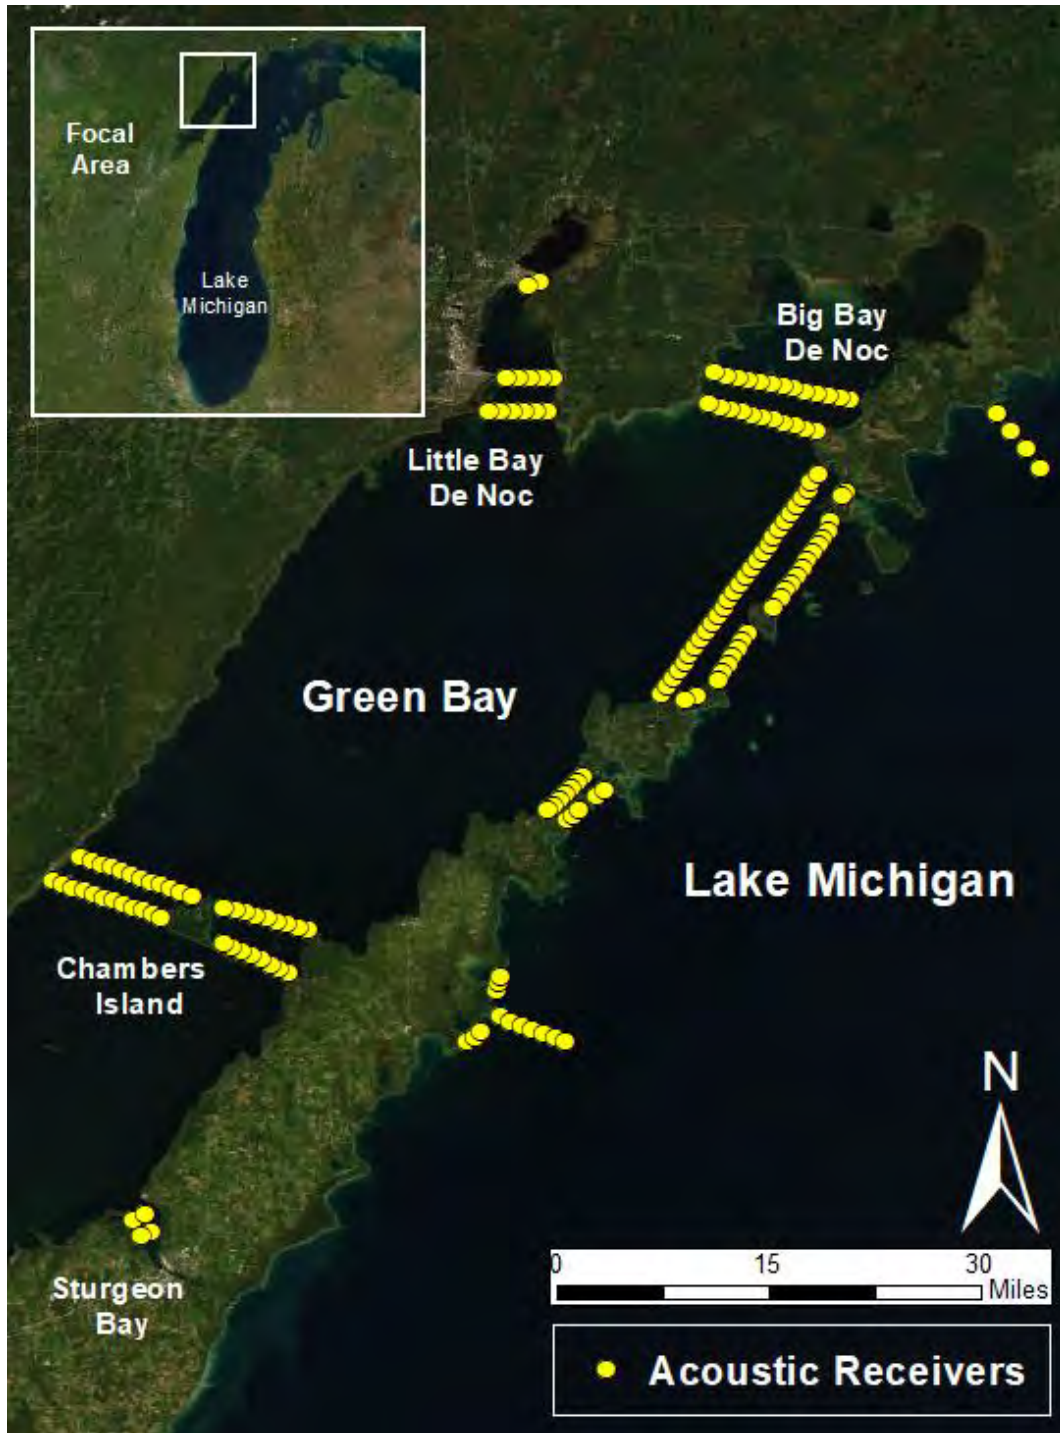 Focal
Area
Lake
Michigan
Big Bay
De Noc
Little Bay
De Noc
Green Bay
Lake Michigan
Chambers
Island
N
0 15 30
Miles
Sturgeon
Bay
Acoustic Receivers